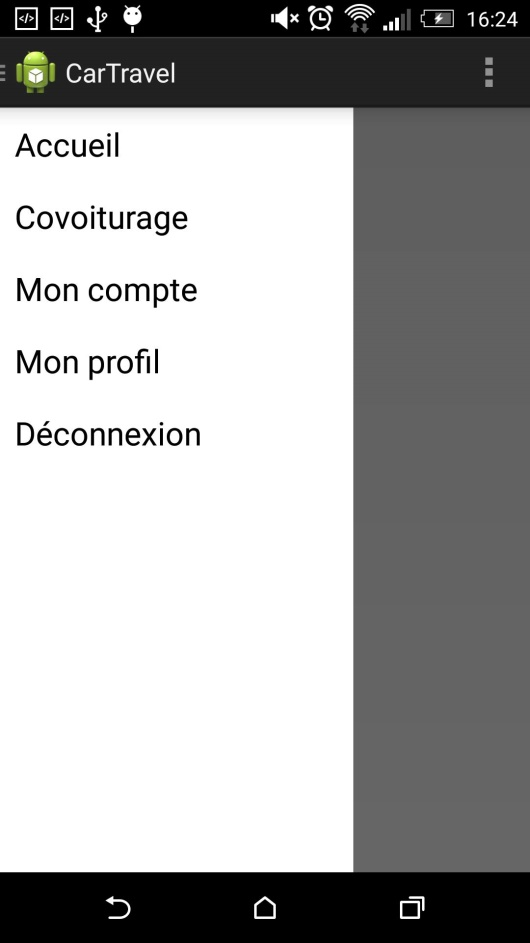 16:24
CarTravel
Accueil
Covoiturage
Mon compte
Mon profil
Déconnexion